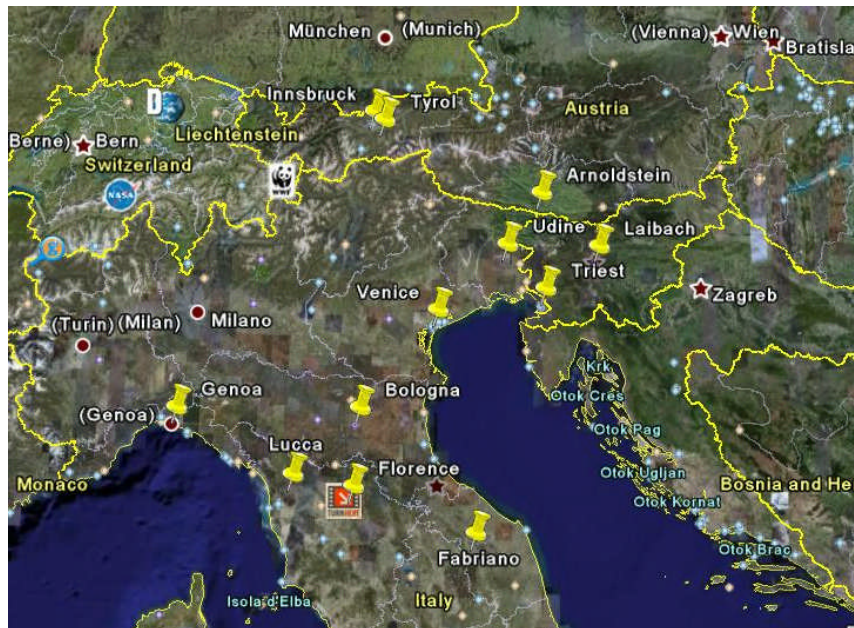 München (Munich)
(Vienna) Wien
Bratisla
Innsbruck
Tyrol
Austria
D
Liechtenstein
Berne) Bern
Switzerland
NASA
WWF
Arnoldstein
Udine
Laibach
Triest
Venice
Zagreb
(Turin) (Milan) Milano
Genoa
Bologna
(Genoa)
Krk
Otok Cres
Otok Pag
Lucca
Florence
Otok Ugljan
Monaco
Bosnia and He
Otok Kornat
Fabriano
Otok Brac
Isola d'Elba
Italy